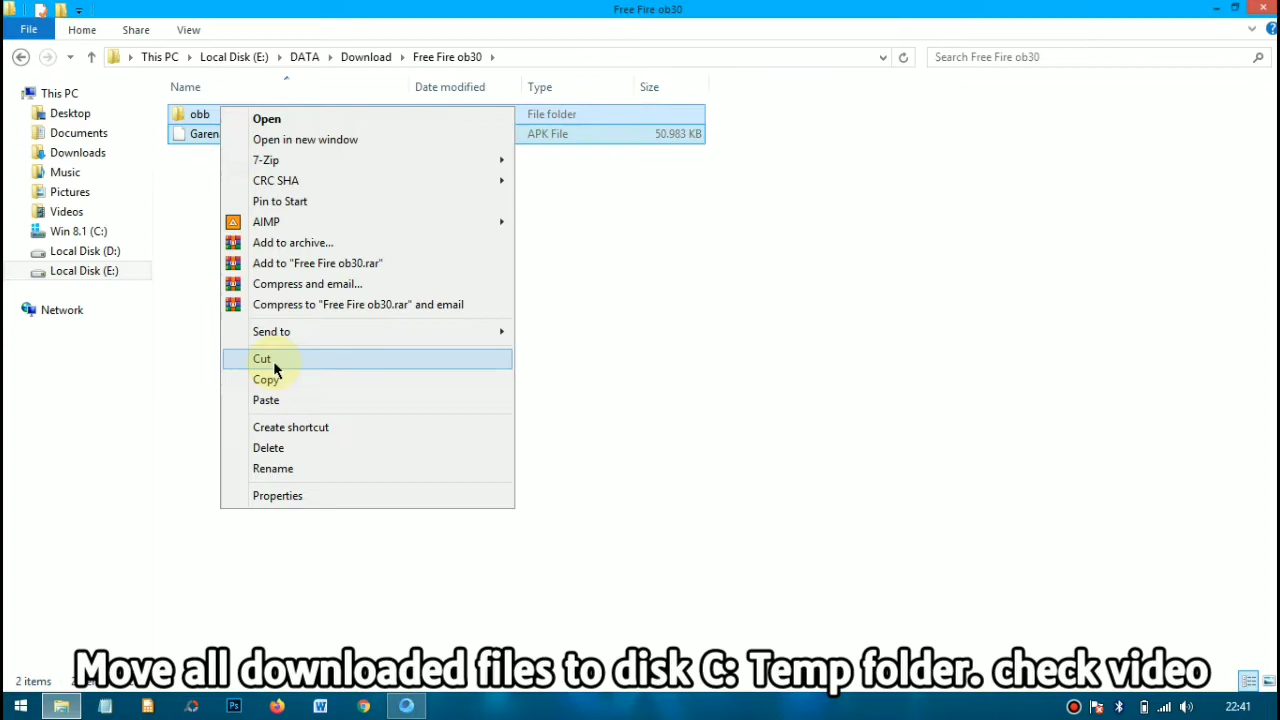 Free Fire ob30
File
Home
Share
View
This PC
Local Disk (E:)
DATA
Download
Free Fire ob30
Search Free Fire ob30
Name
Date modified
Type
Size
This PC
Desktop
Documents
Downloads
Music
Pictures
Videos
Win 8.1 (C:)
Local Disk (D:)
Local Disk (E:)
Network
obb
File folder
Garen
APK File
50.983 KB
Open
Open in new window
7-Zip
CRC SHA
Pin to Start
AIMP
Add to archive...
Add to "Free Fire ob30.rar"
Compress and email...
Compress to "Free Fire ob30.rar" and email
Send to
Cut
Copy
Paste
Create shortcut
Delete
Rename
Properties
Move all downloaded files to disk C: Temp folder. check video
2 items
22:41